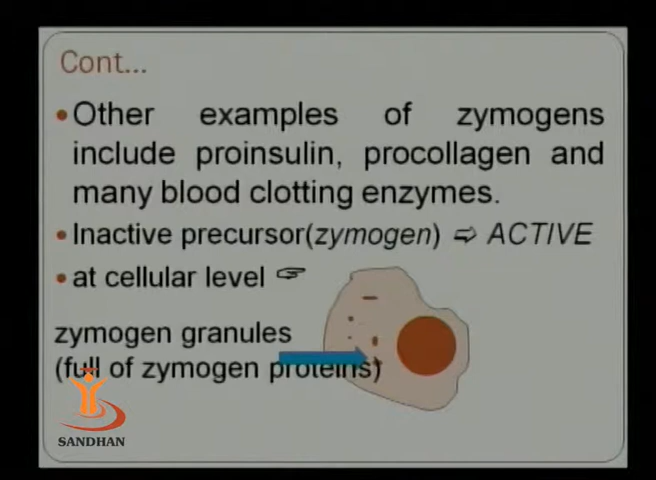 Cont...
•Other examples of zymogens
include proinsulin, procollagen and
many blood clotting enzymes.
•Inactive precursor(zymogen) ⇨ ACTIVE
•at cellular level ☞
zymogen granules
(full of zymogen proteins)
SANDHAN